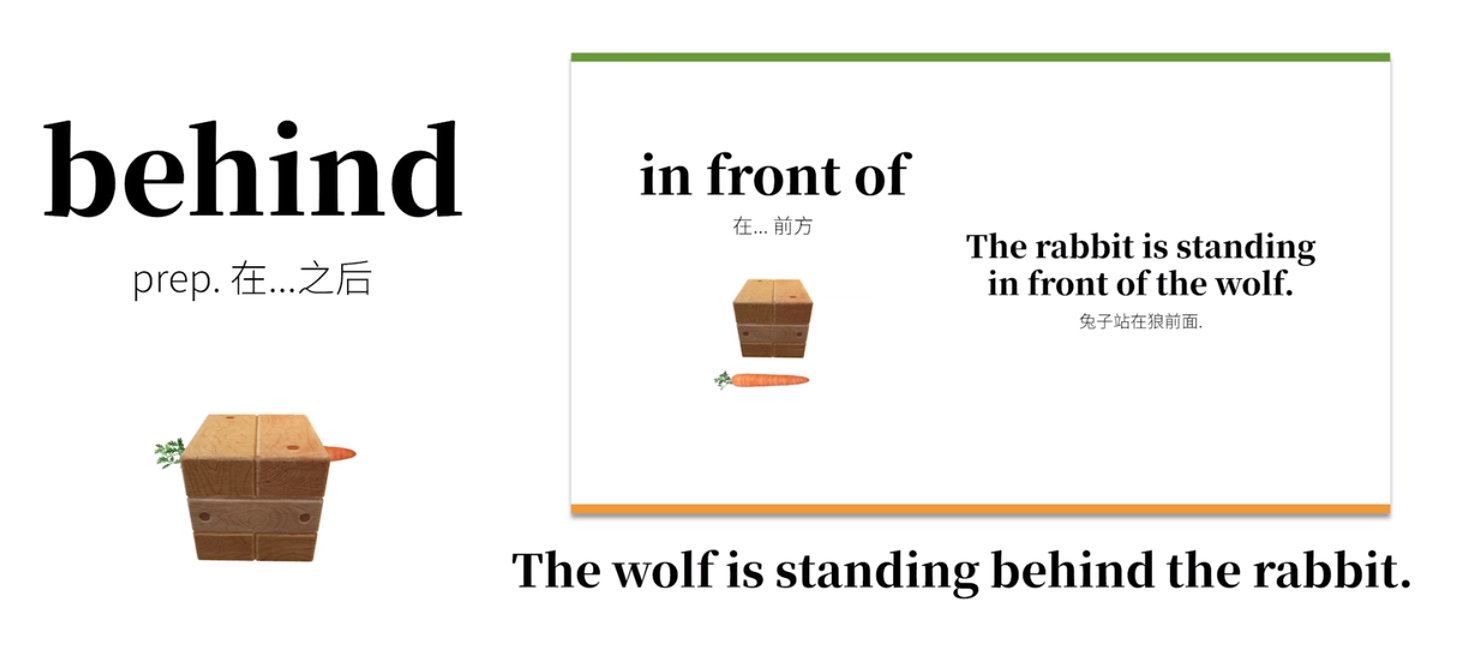 behind
prep. 在...之后
in front of
在... 前方
The rabbit is standing
in front of the wolf.
兔子站在狼前面.
The wolf is standing behind the rabbit.